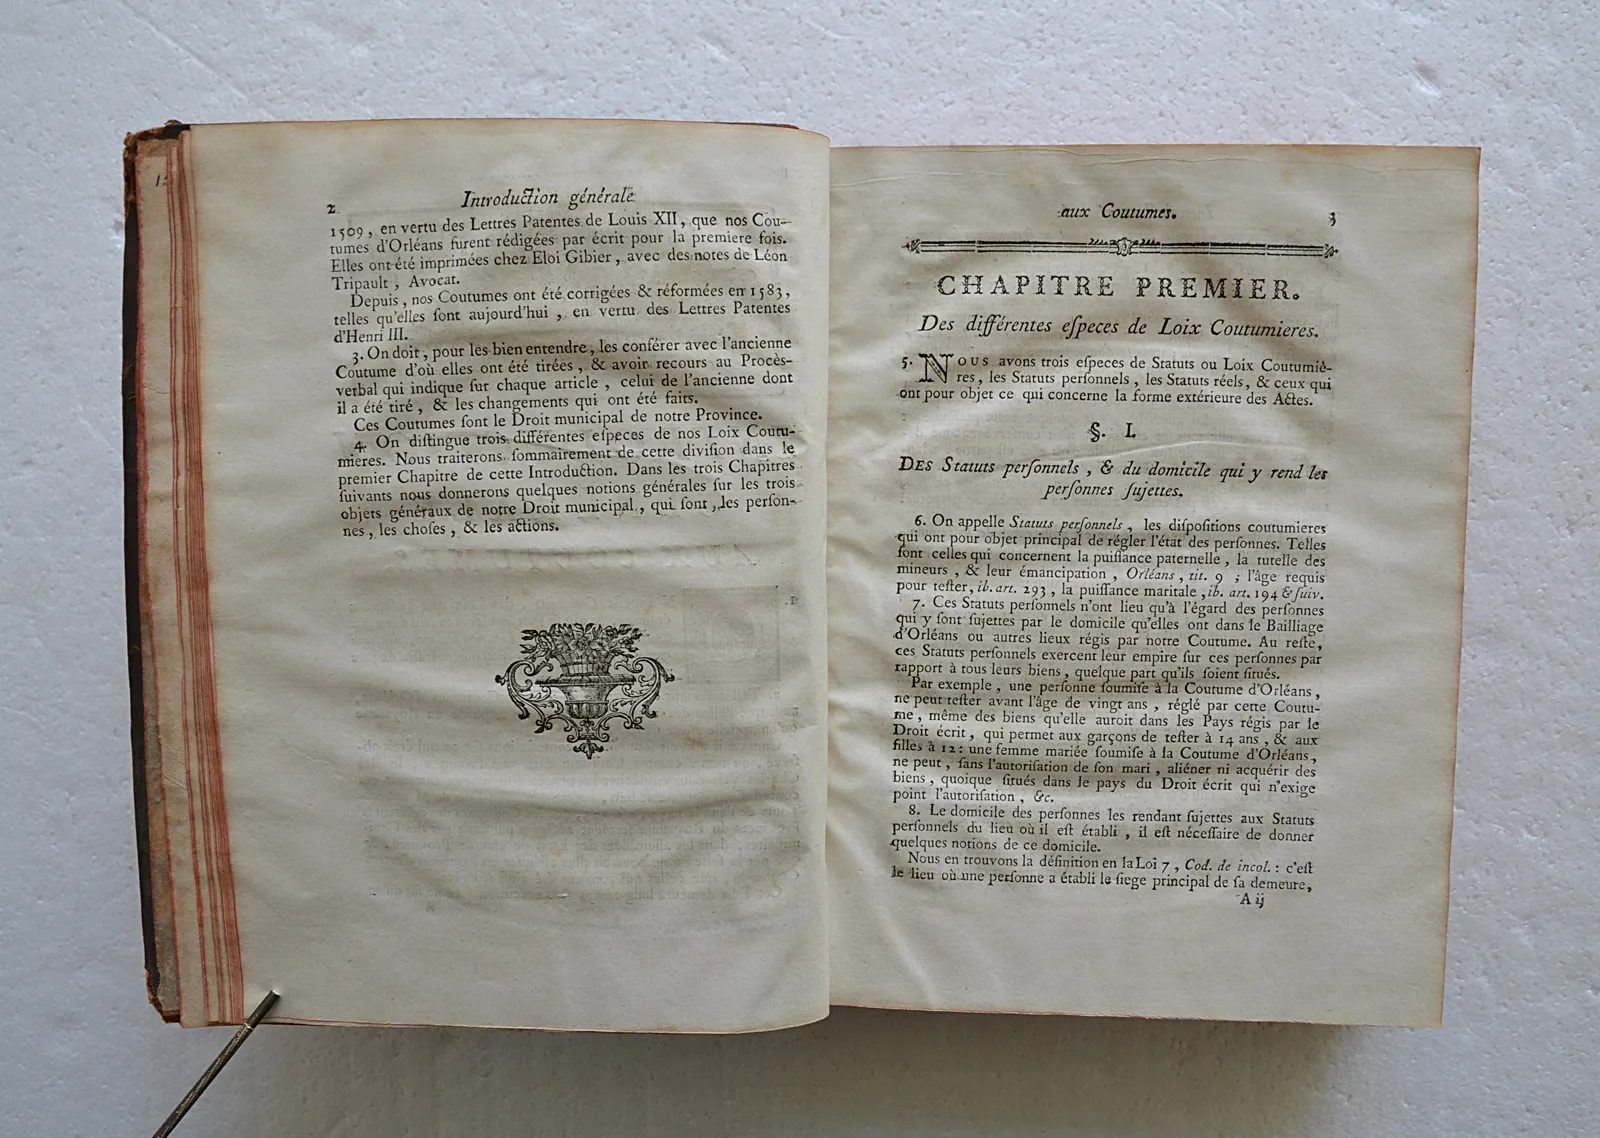 2
Introduction générale
1509, en vertu des Lettres Patentes de Louis XII, que nos Cou-
tumes d'Orléans furent rédigées par écrit pour la premiere fois.
Elles ont été imprimées chez Eloi Gibier, avec des notes de Léon
Tripault, Avocat.
Depuis, nos Coutumes ont été corrigées & réformées en 1583,
telles qu'elles ſont aujourd'hui, en vertu des Lettres Patentes
d'Henri III.
3. On doit, pour les bien entendre, les conférer avec l'ancienne
Coutume d'où elles ont été tirées, & avoir recours au Procès-
verbal qui indique ſur chaque article, celui de l'ancienne dont
il a été tiré, & les changements qui ont été faits.
Ces Coutumes ſont le Droit municipal de notre Province.
4. On diſtingue trois différentes eſpeces de nos Loix Coutu-
mieres. Nous traiterons ſommairement de cette diviſion dans le
premier Chapitre de cette Introduction. Dans les trois Chapitres
ſuivants nous donnerons quelques notions générales ſur les trois
objets généraux de notre Droit municipal, qui ſont, les perſon-
nes, les choſes, & les actions.
aux Coutumes.
3
CHAPITRE PREMIER.
Des différentes eſpeces de Loix Coutumieres.
5. NOUS avons trois eſpeces de Statuts ou Loix Coutumiè-
res, les Statuts perſonnels, les Statuts réels, & ceux qui
ont pour objet ce qui concerne la forme extérieure des Actes.
§. I.
DES Statuts perſonnels, & du domicile qui y rend les
perſonnes ſujettes.
6. On appelle Statuts perſonnels, les diſpoſitions coutumieres
qui ont pour objet principal de régler l'état des perſonnes. Telles
ſont celles qui concernent la puiſſance paternelle, la tutelle des
mineurs, & leur émancipation, Orléans, tit. 9; l'âge requis
pour teſter, ib. art. 293, la puiſſance maritale, ib. art. 194 & ſuiv.
7. Ces Statuts perſonnels n'ont lieu qu'à l'égard des perſonnes
qui y ſont ſujettes par le domicile qu'elles ont dans le Bailliage
d'Orléans ou autres lieux régis par notre Coutume. Au reſte,
ces Statuts perſonnels exercent leur empire ſur ces perſonnes par
rapport à tous leurs biens, quelque part qu'ils ſoient ſitués.
Par exemple, une perſonne ſoumiſe à la Coutume d'Orléans,
ne peut teſter avant l'âge de vingt ans, réglé par cette Coutu-
me, même des biens qu'elle auroit dans les Pays régis par le
Droit écrit, qui permet aux garçons de teſter à 14 ans, & aux
filles à 12: une femme mariée ſoumiſe à la Coutume d'Orléans,
ne peut, ſans l'autoriſation de ſon mari, aliéner ni acquérir des
biens, quoique ſitués dans le pays du Droit écrit qui n'exige
point l'autoriſation, &c.
8. Le domicile des perſonnes les rendant ſujettes aux Statuts
perſonnels du lieu où il eſt établi, il eſt néceſſaire de donner
quelques notions de ce domicile.
Nous en trouvons la définition en la Loi 7, Cod. de incol.: c'eſt
le lieu où une perſonne a établi le ſiege principal de ſa demeure,
A ij